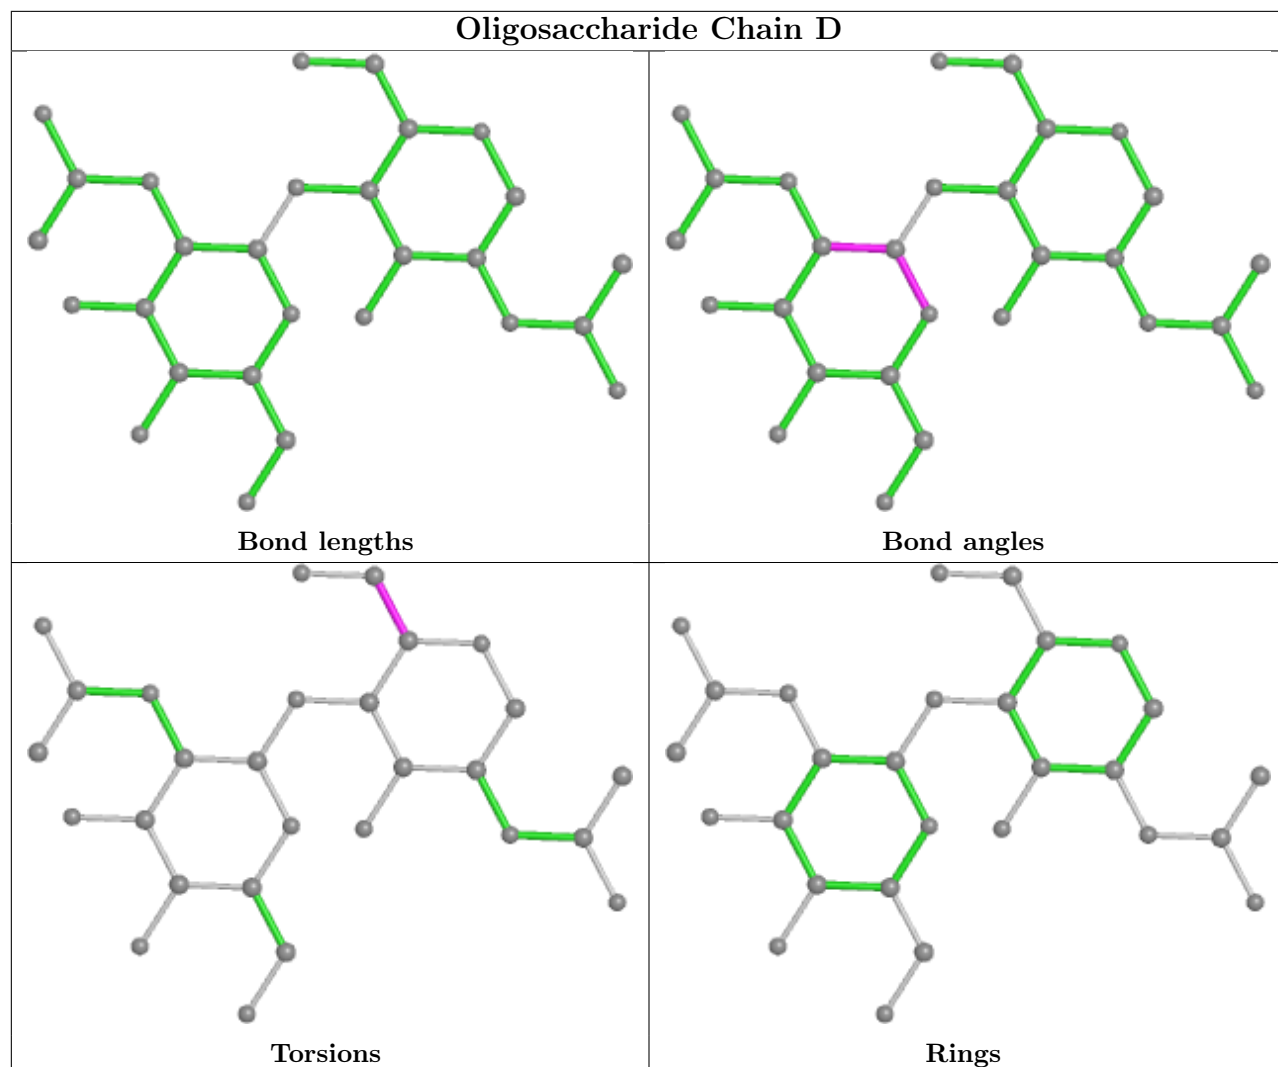 Oligosaccharide Chain D
Bond lengths
Bond angles
Torsions
Rings